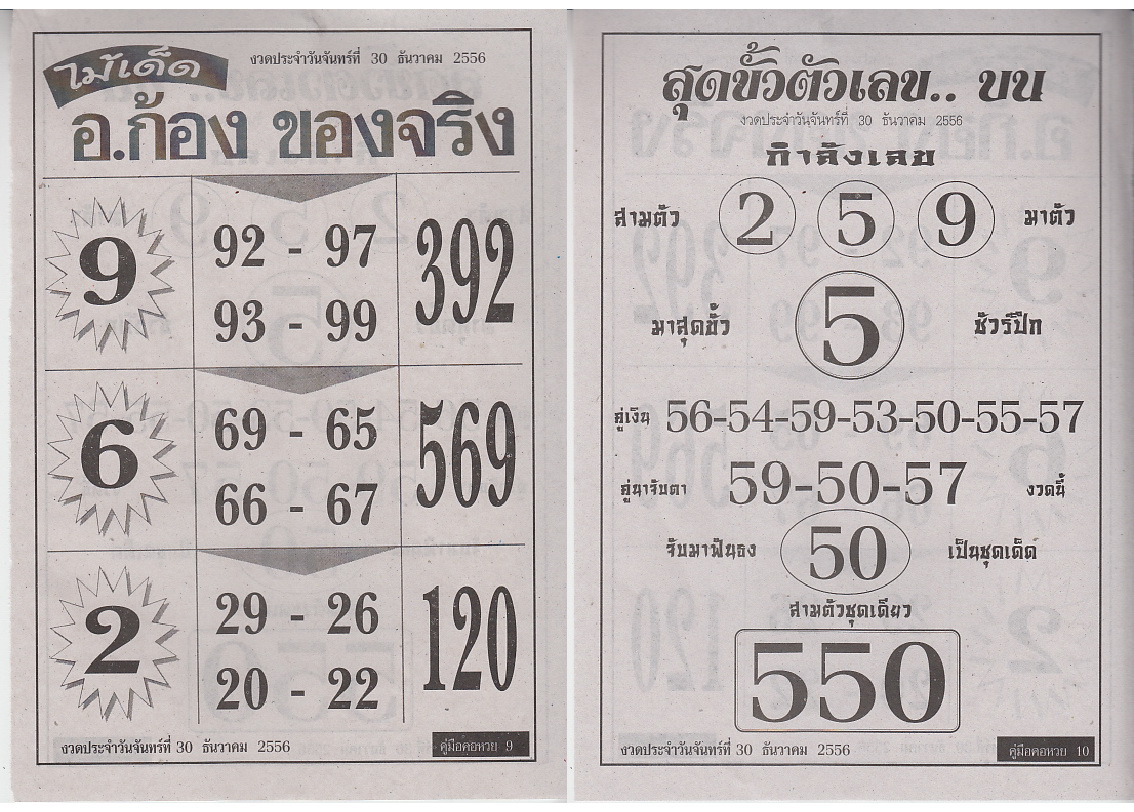 ไม้เด็ด
งวดประจำวันจันทร์ที่ 30 ธันวาคม 2556
อ.ก้อง ของจริง
9
92 - 97
93 - 99
392
6
69 - 65
66 - 67
569
2
29 - 26
20 - 22
120
งวดประจำวันจันทร์ที่ 30 ธันวาคม 2556
คู่มือคอหวย 9
สุดขั้วตัวเลข.. บน
งวดประจำวันจันทร์ที่ 30 ธันวาคม 2556
กำลังเลข
สามตัว 2 5 9 มาตัว
มาสุดขั้ว 5 ชัวร์ปึก
คู่เงิน 56-54-59-53-50-55-57
คู่น่าจับตา 59-50-57 งวดนี้
จับมาฟันธง 50 เป็นชุดเด็ด
สามตัวชุดเดียว
550
งวดประจำวันจันทร์ที่ 30 ธันวาคม 2556
คู่มือคอหวย 10